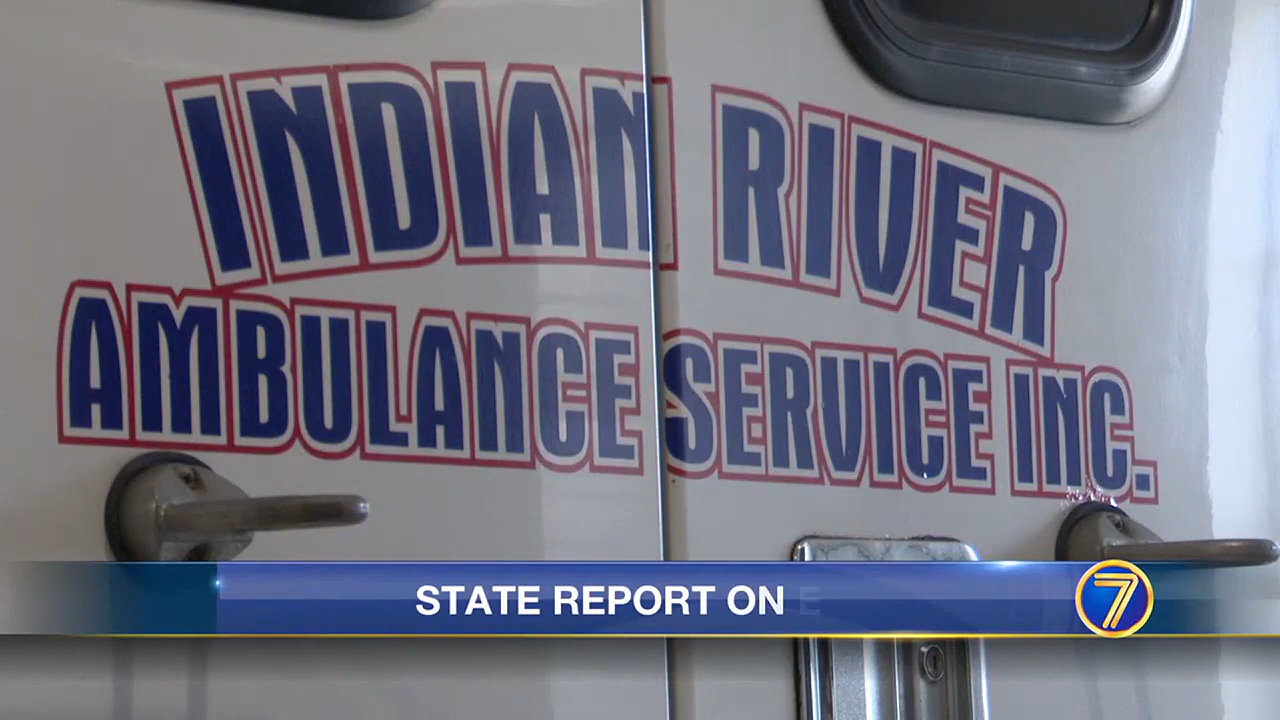 INDIAN RIVER
AMBULANCE SERVICE INC.
STATE REPORT ON
7